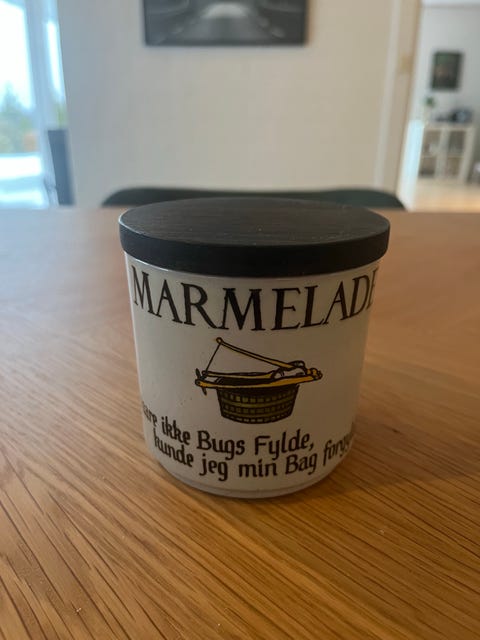 MARMELADE
ikke Bugs Fylde,
kunde jeg min Bag